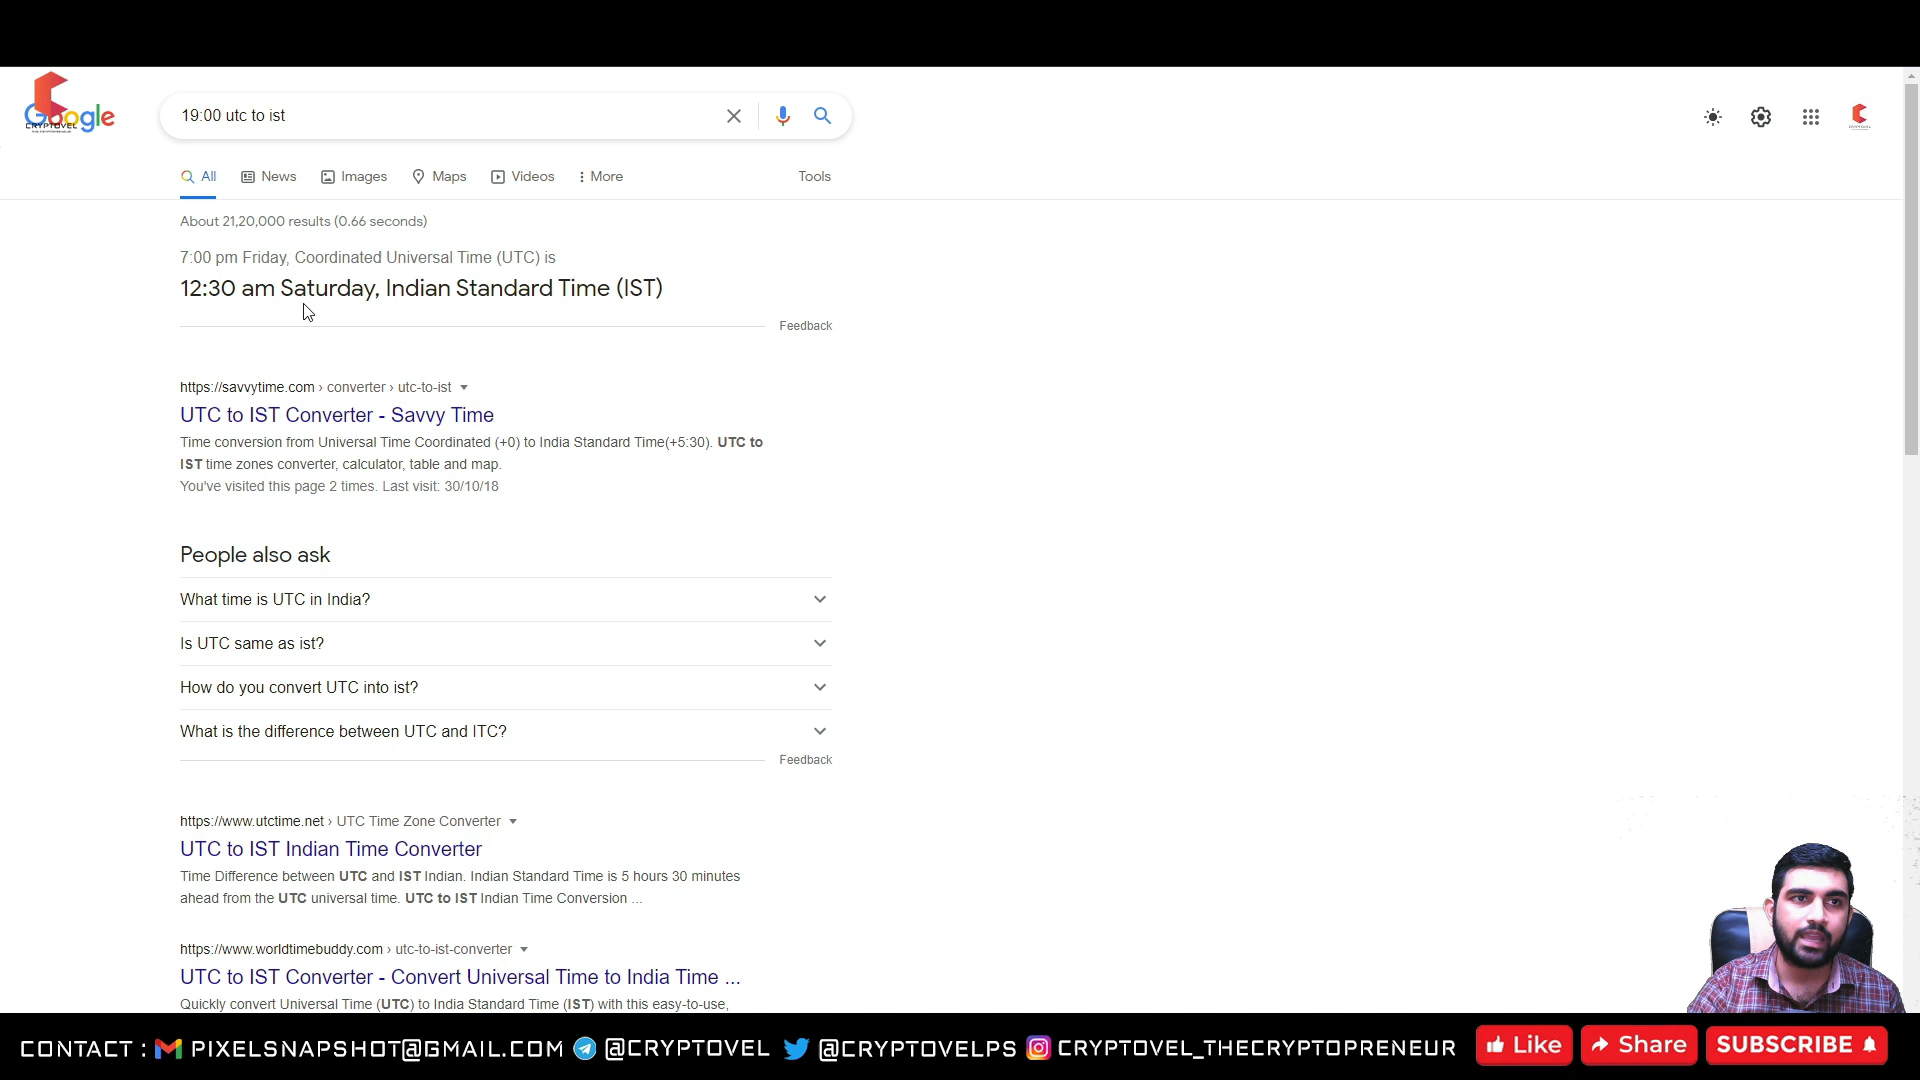 Google
CRYPTOVEL
19:00 utc to ist
All
News
Images
Maps
Videos
More
Tools
About 21,20,000 results (0.66 seconds)
7:00 pm Friday, Coordinated Universal Time (UTC) is
12:30 am Saturday, Indian Standard Time (IST)
Feedback
https://savvytime.com › converter › utc-to-ist
UTC to IST Converter - Savvy Time
Time conversion from Universal Time Coordinated (+0) to India Standard Time(+5:30). UTC to
IST time zones converter, calculator, table and map.
You've visited this page 2 times. Last visit: 30/10/18
People also ask
What time is UTC in India?
Is UTC same as ist?
How do you convert UTC into ist?
What is the difference between UTC and ITC?
Feedback
https://www.utctime.net › UTC Time Zone Converter
UTC to IST Indian Time Converter
Time Difference between UTC and IST Indian. Indian Standard Time is 5 hours 30 minutes
ahead from the UTC universal time. UTC to IST Indian Time Conversion ...
https://www.worldtimebuddy.com › utc-to-ist-converter
UTC to IST Converter - Convert Universal Time to India Time ...
Quickly convert Universal Time (UTC) to India Standard Time (IST) with this easy-to-use,
CONTACT : PIXELSNAPSHOT@GMAIL.COM @CRYPTOVEL @CRYPTOVELPS CRYPTOVEL_THECRYPTOPRENEUR Like Share SUBSCRIBE